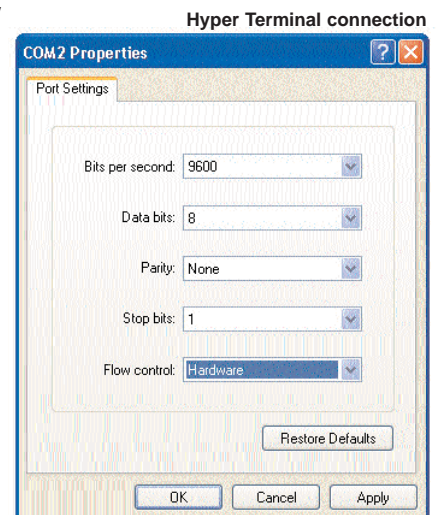 Hyper Terminal connection
COM2 Properties
Port Settings
Bits per second: 9600
Data bits: 8
Parity: None
Stop bits: 1
Flow control: Hardware
Restore Defaults
OK Cancel Apply